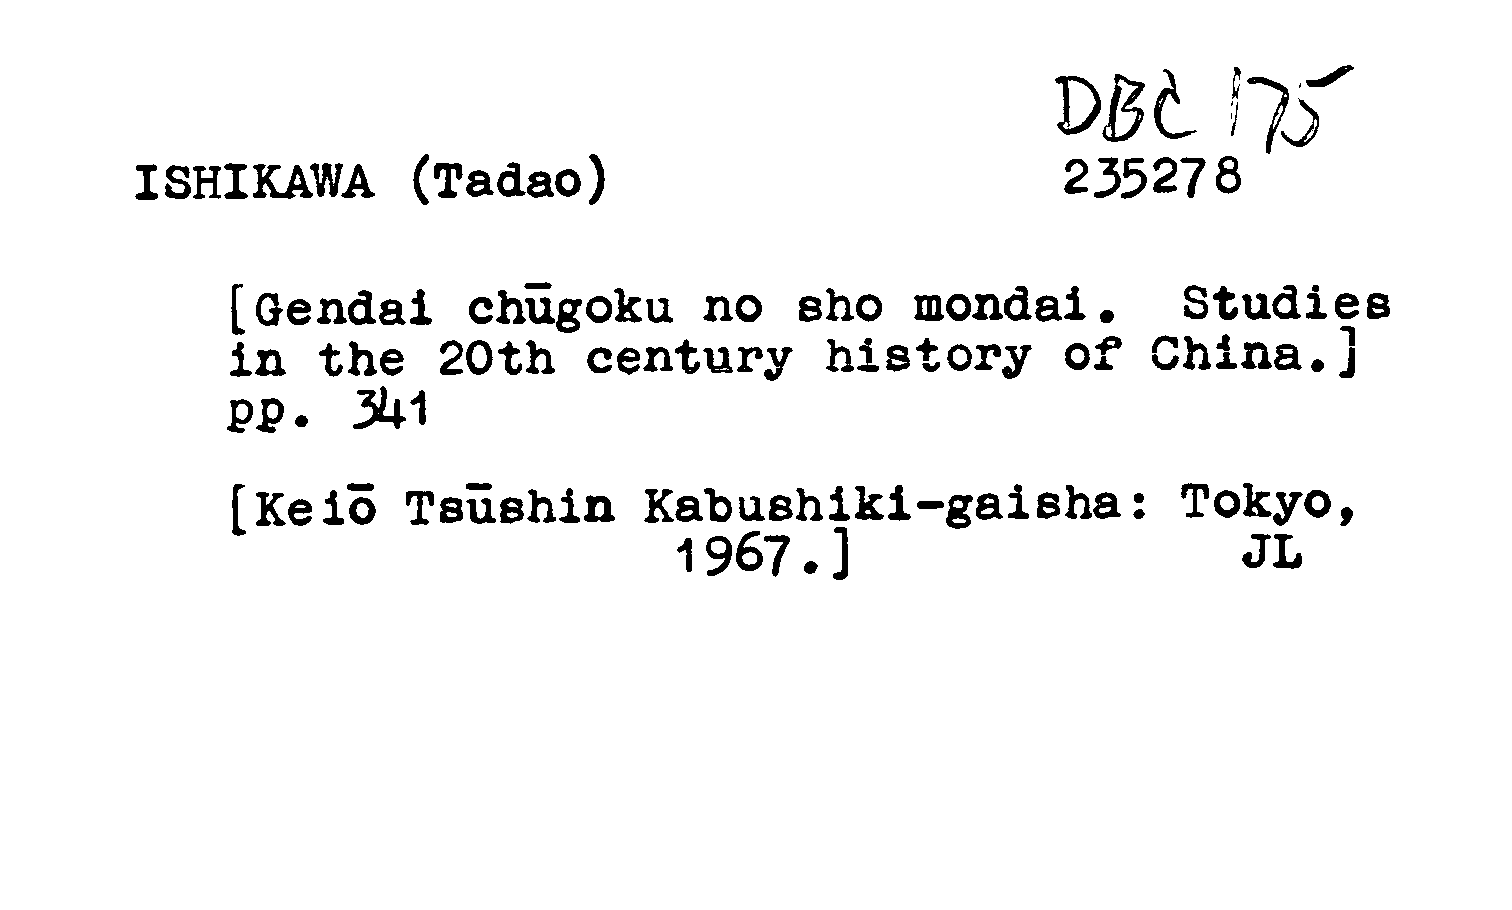 DBC 175
ISHIKAWA (Tadao) 235278
[Gendai chūgoku no sho mondai. Studies
in the 20th century history of China.]
pp. 341
[Keiō Tsūshin Kabushiki-gaisha: Tokyo,
1967.] JL